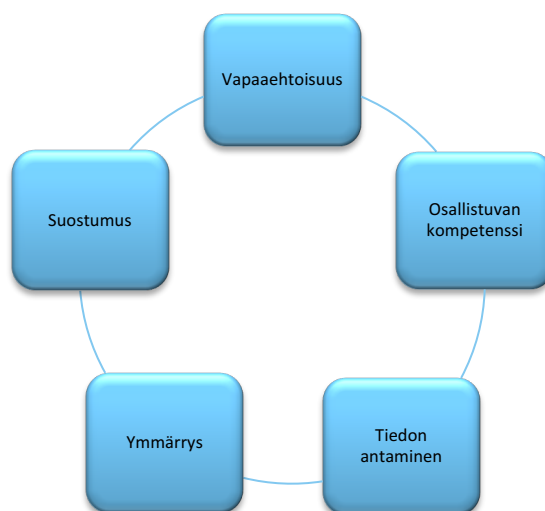 Vapaaehtoisuus
Osallistuvan
kompetenssi
Tiedon
antaminen
Ymmärrys
Suostumus